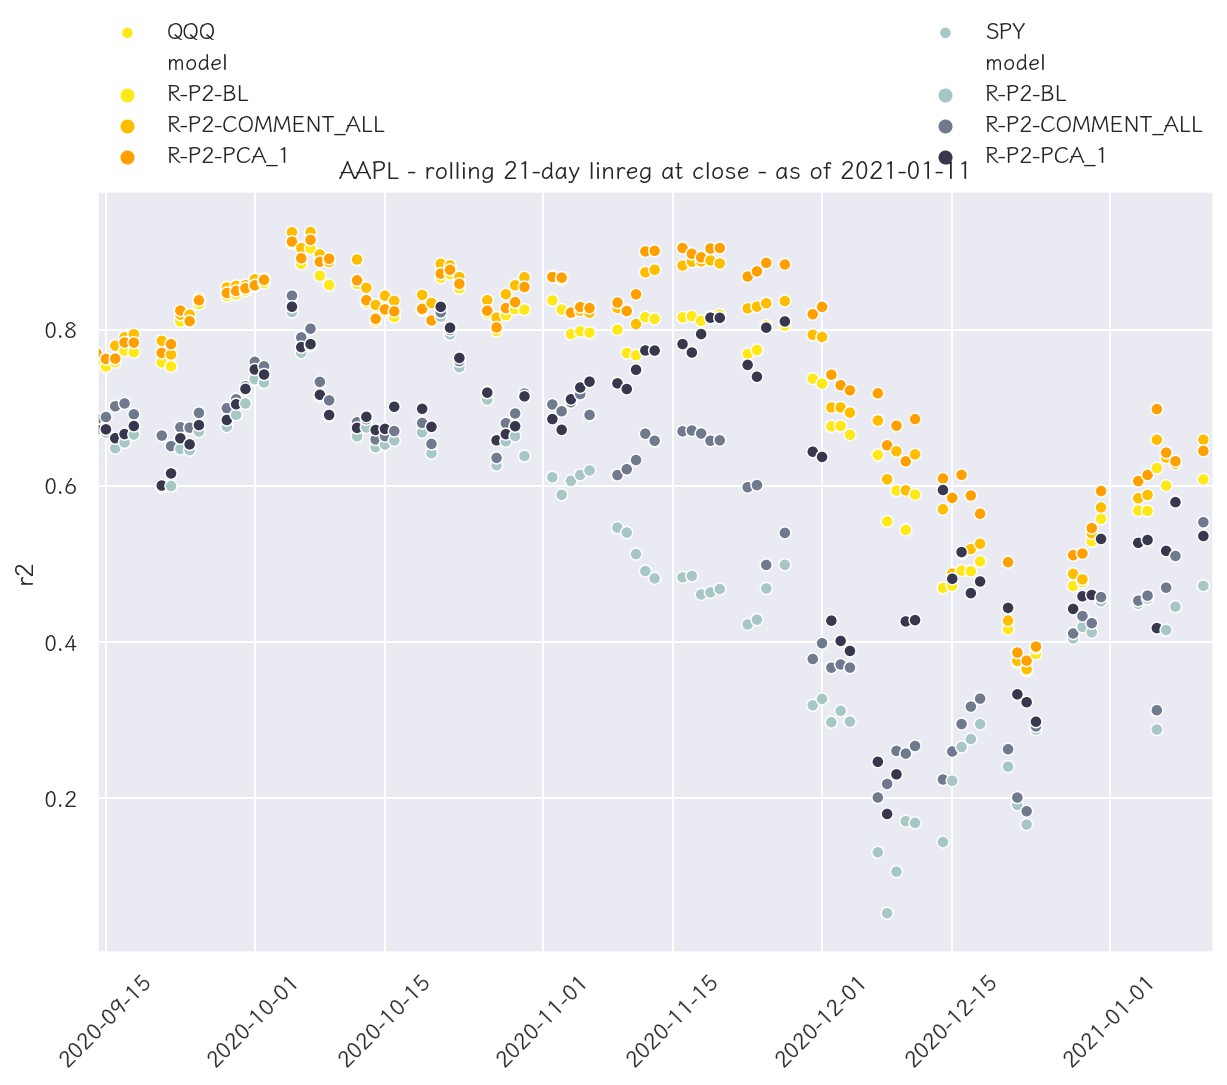 QQQ
model
R-P2-BL
R-P2-COMMENT_ALL
R-P2-PCA_1
SPY
model
R-P2-BL
R-P2-COMMENT_ALL
R-P2-PCA_1
AAPL - rolling 21-day linreg at close - as of 2021-01-11
r2
0.8
0.6
0.4
0.2
2020-09-15
2020-10-01
2020-10-15
2020-11-01
2020-11-15
2020-12-01
2020-12-15
2021-01-01